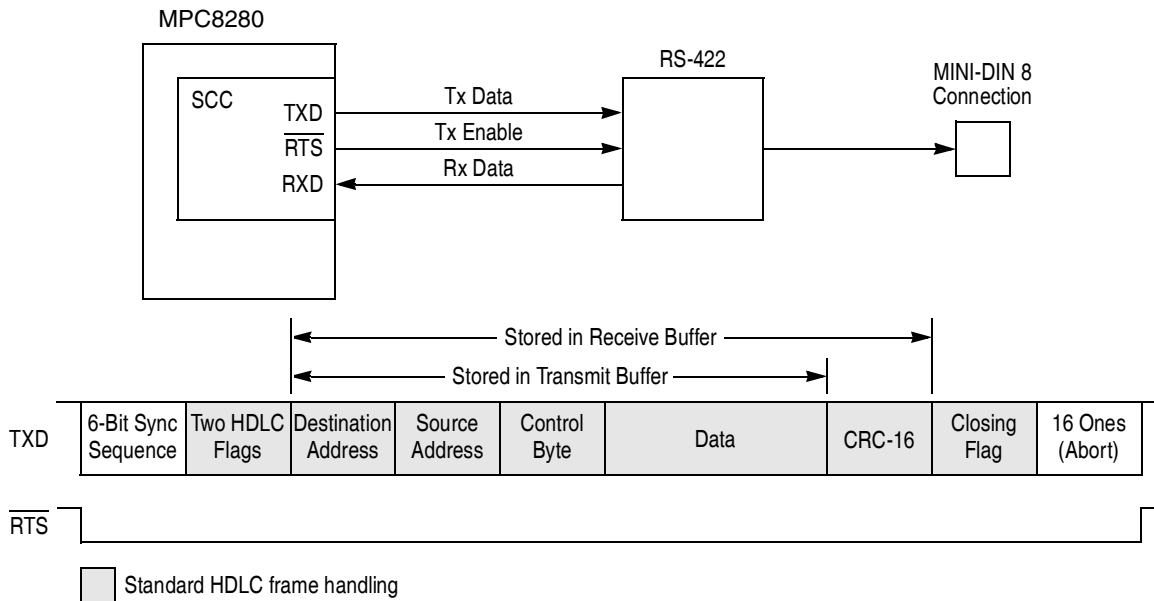 MPC8280
SCC
TXD
RTS
RXD
Tx Data
Tx Enable
Rx Data
RS-422
MINI-DIN 8
Connection
Stored in Receive Buffer
Stored in Transmit Buffer
TXD
6-Bit Sync
Sequence
Two HDLC
Flags
Destination
Address
Source
Address
Control
Byte
Data
CRC-16
Closing
Flag
16 Ones
(Abort)
RTS
Standard HDLC frame handling